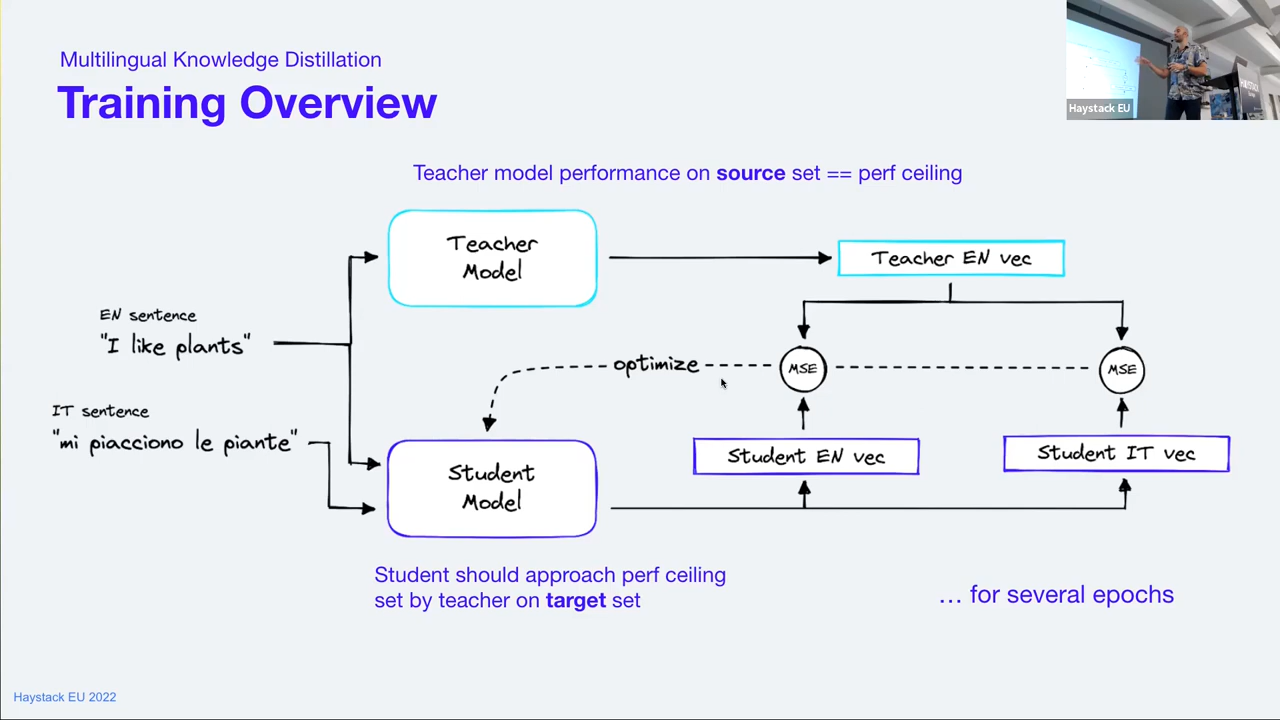 Multilingual Knowledge Distillation
Training Overview
Haystack EU
Teacher model performance on source set == perf ceiling
Teacher
Model
Teacher EN vec
EN sentence
"I like plants"
optimize
MSE
MSE
IT sentence
"mi piacciono le piante"
Student
Model
Student EN vec
Student IT vec
Student should approach perf ceiling
set by teacher on target set
… for several epochs
Haystack EU 2022